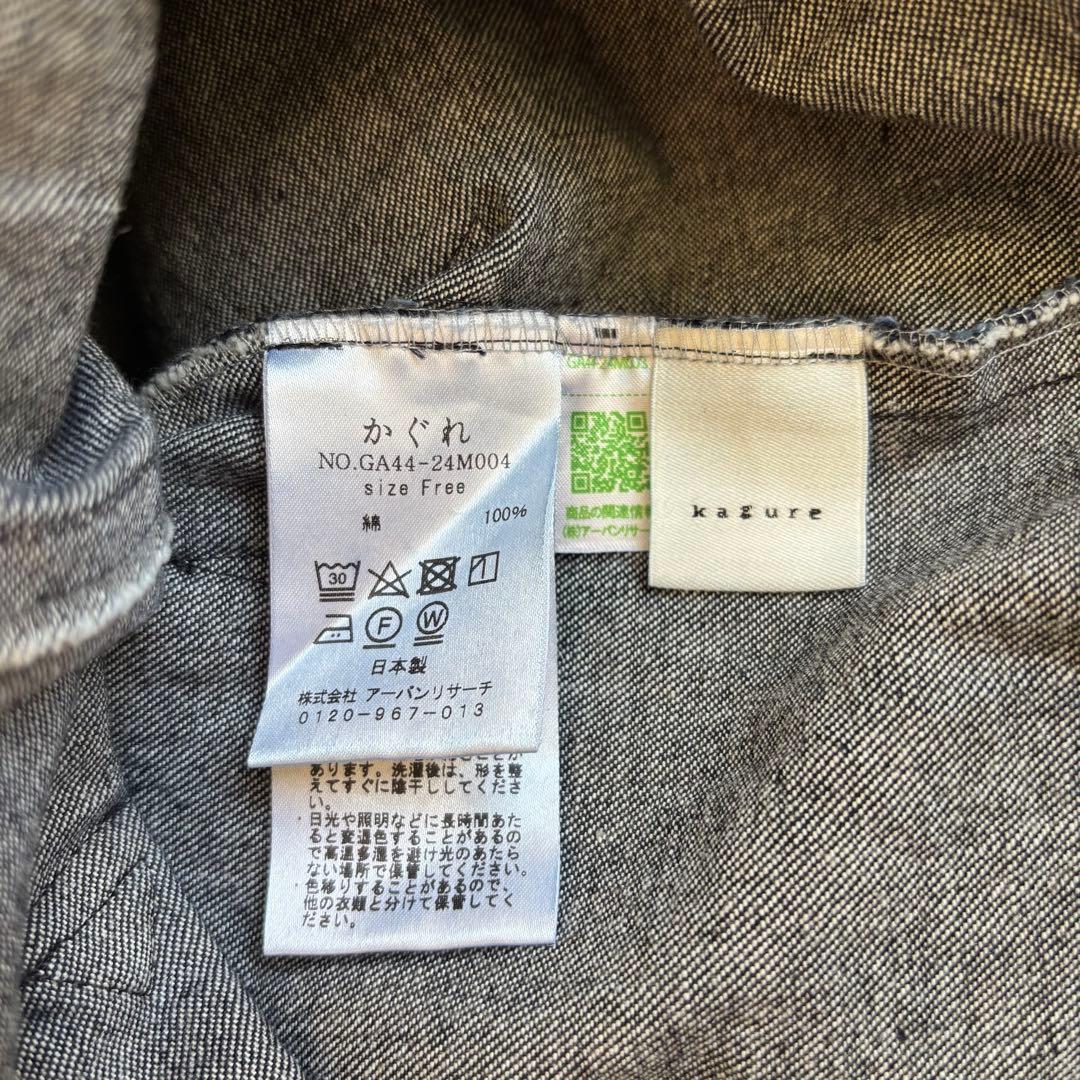 かぐれ
NO.GA44-24M004
size Free
綿 100%
30
F W
日本製
株式会社 アーバンリサーチ
0120-967-013
あります。洗濯後は、形を整
えてすぐに陰干ししてくださ
い。
・日光や照明などに長時間あた
ると変退色することがあるの
で高温多湿を避け光のあたら
ない場所で保管してください。
・色移りすることがあるので、
他の衣類と分けて保管してく
ださい。
商品の関連情
(株)アーバンリサー
kagure